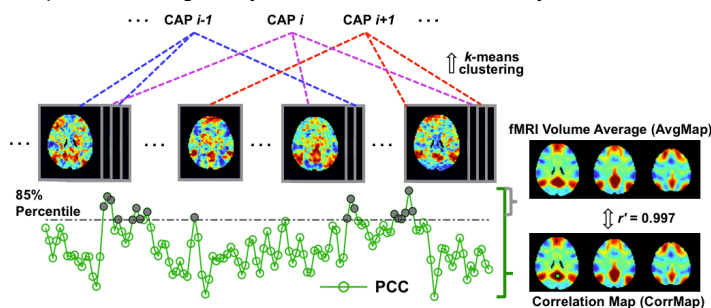 ··· CAP i-1 CAP i CAP i+1 ···
k-means
clustering
··· ··· ··· ···
fMRI Volume Average (AvgMap)
85%
Percentile
r' = 0.997
PCC
Correlation Map (CorrMap)